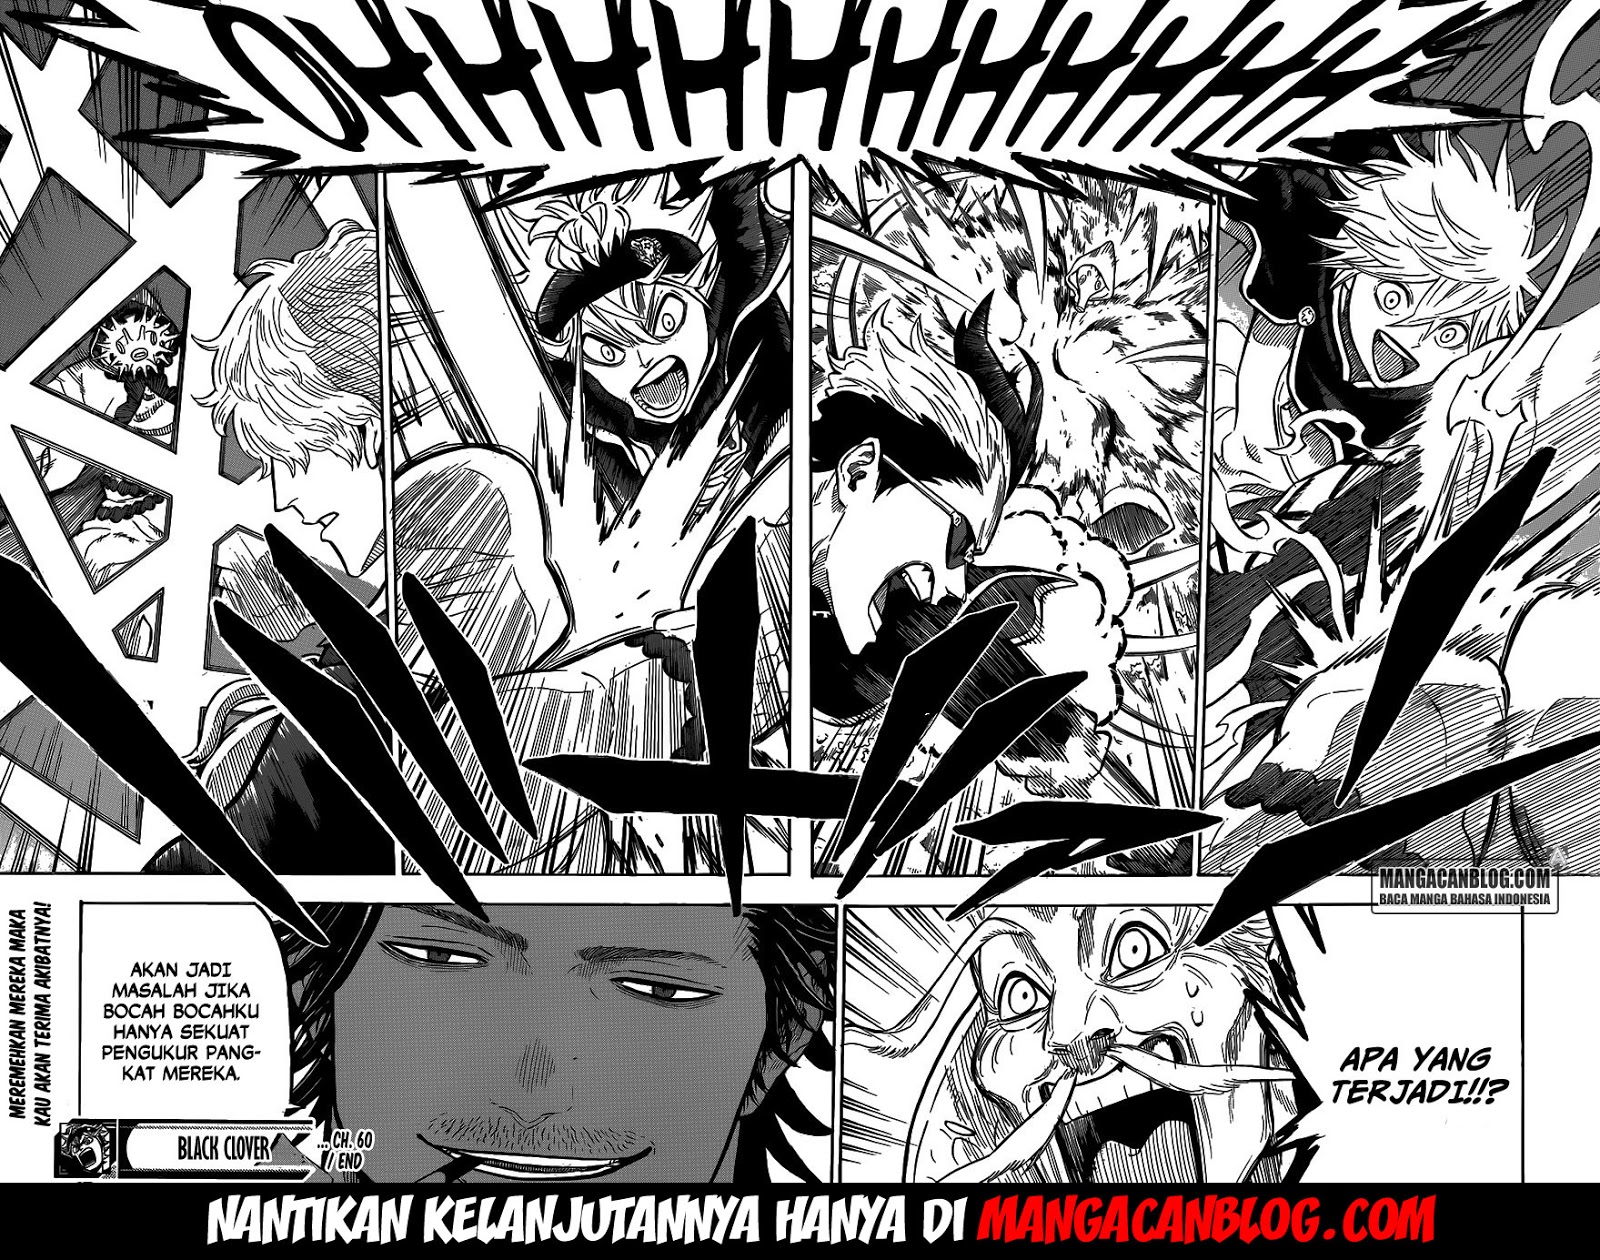 OHHHHHHHHHH
MANGACANBLOG.COM
BACA MANGA BAHASA INDONESIA
APA YANG
TERJADI!!?
AKAN JADI
MASALAH JIKA
BOCAH BOCAHKU
HANYA SEKUAT
PENGUKUR PANG-
KAT MEREKA.
MEREMEHKAN MEREKA MAKA
KAU AKAN TERIMA AKIBATNYA!
BLACK CLOVER
... CH. 60
/ END
NANTIKAN KELANJUTANNYA HANYA DI MANGACANBLOG.COM